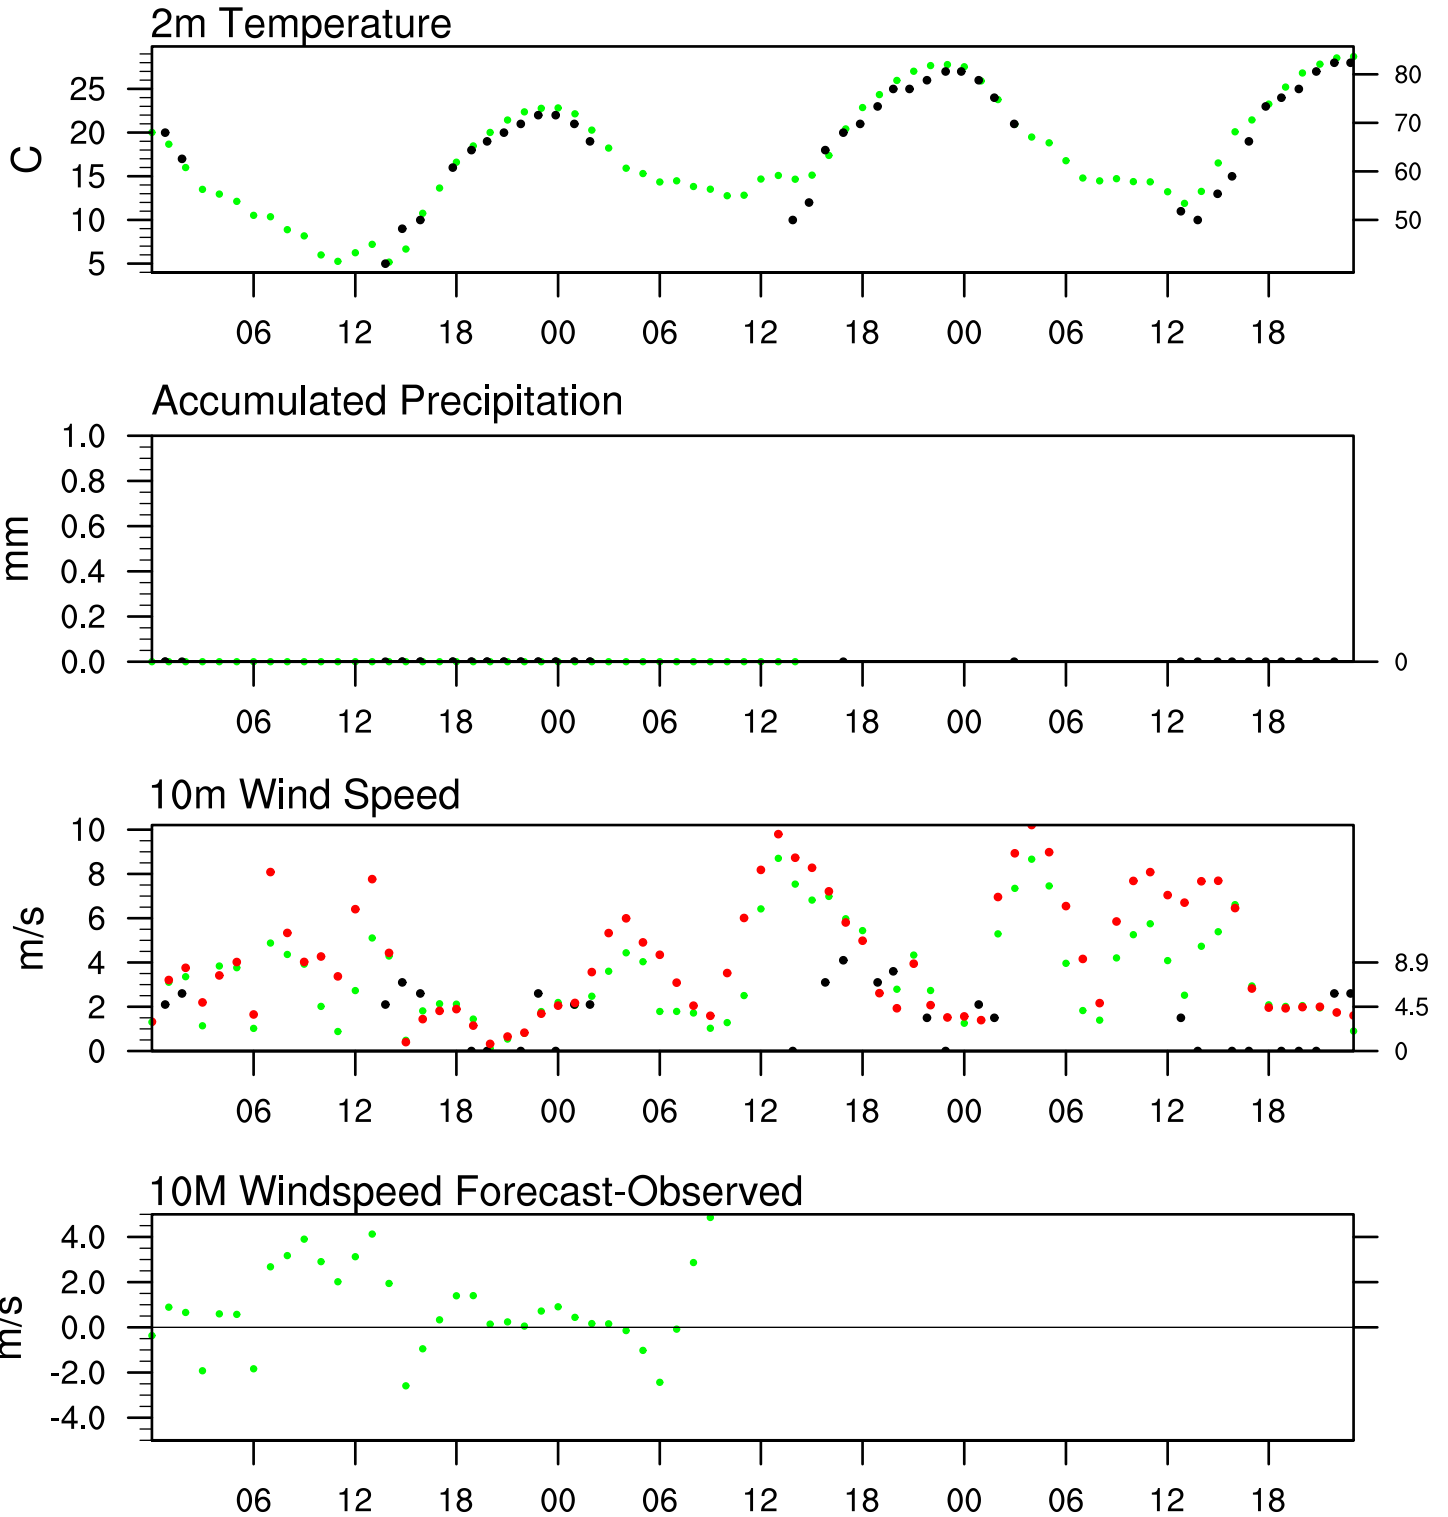 2m Temperature
25 80
20 70
C
15 60
10 50
5
06 12 18 00 06 12 18 00 06 12 18
Accumulated Precipitation
1.0
0.8
0.6
mm
0.4
0.2
0.0 0
06 12 18 00 06 12 18 00 06 12 18
10m Wind Speed
10
8
6
m/s
4 8.9
2 4.5
0 0
06 12 18 00 06 12 18 00 06 12 18
10M Windspeed Forecast-Observed
4.0
2.0
0.0
m/s
-2.0
-4.0
06 12 18 00 06 12 18 00 06 12 18